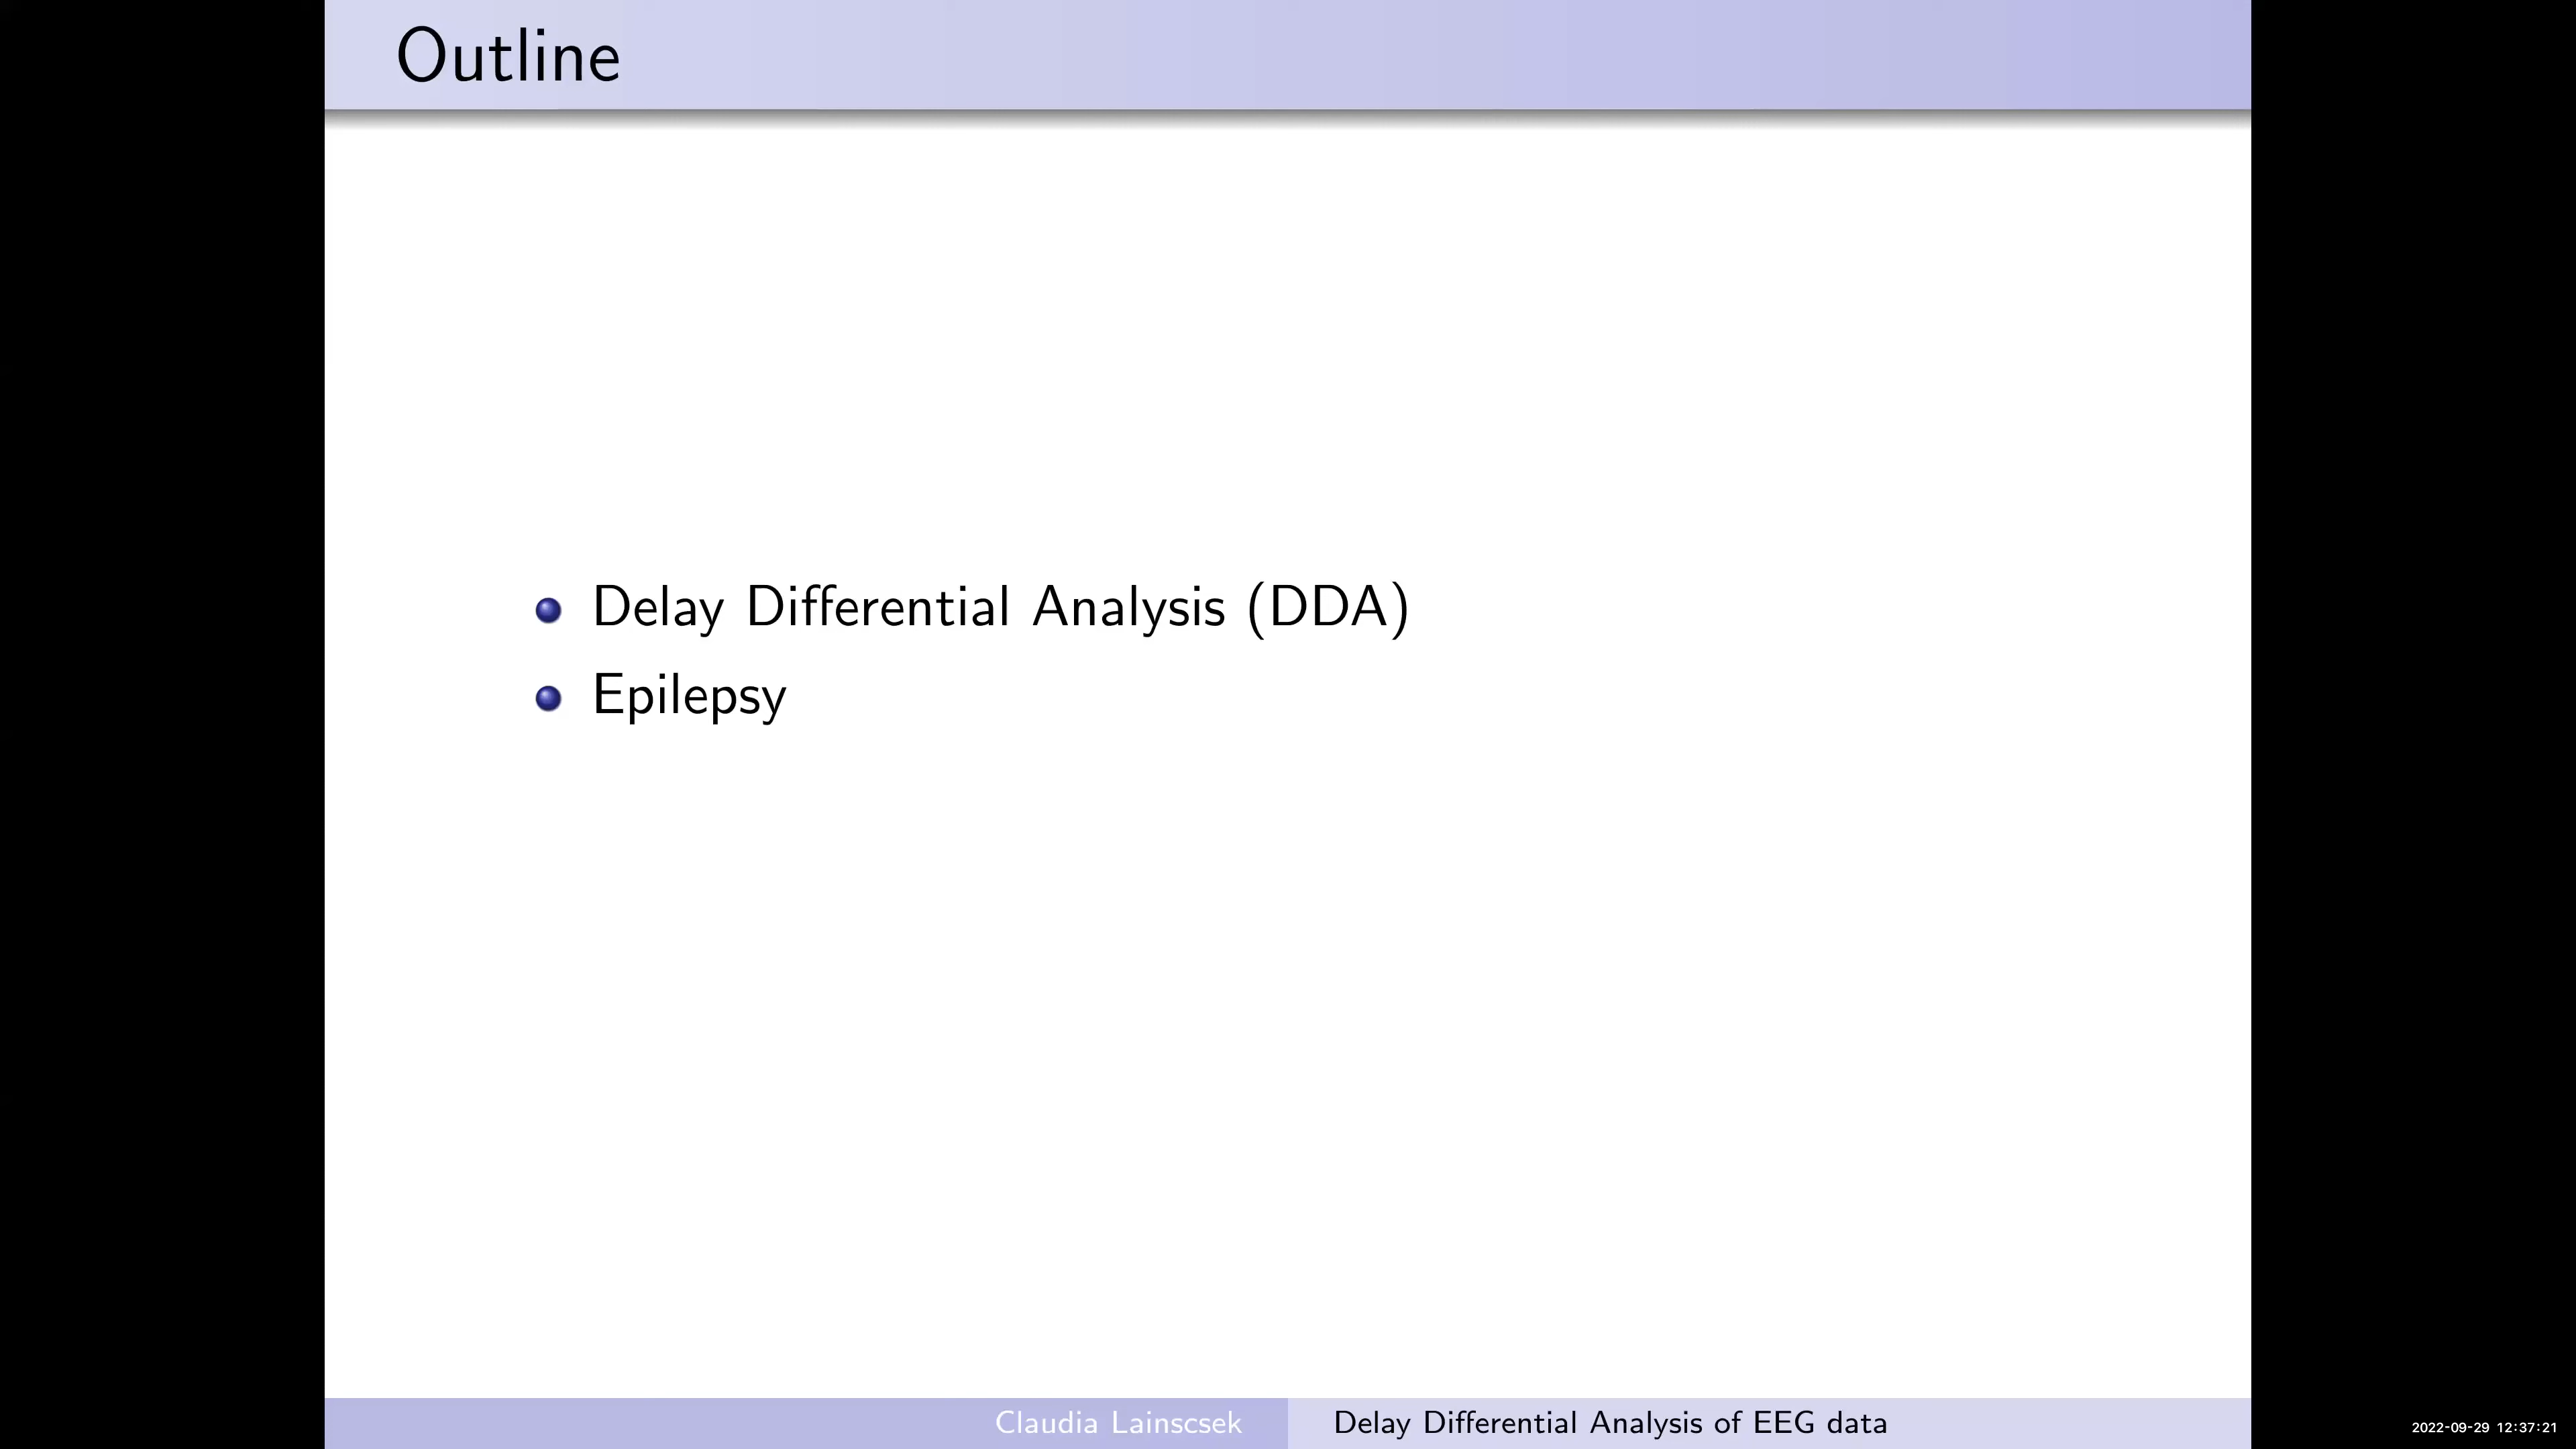 Outline
Delay Differential Analysis (DDA)
Epilepsy
Claudia Lainscsek
Delay Differential Analysis of EEG data
2022-09-29 12:37:21